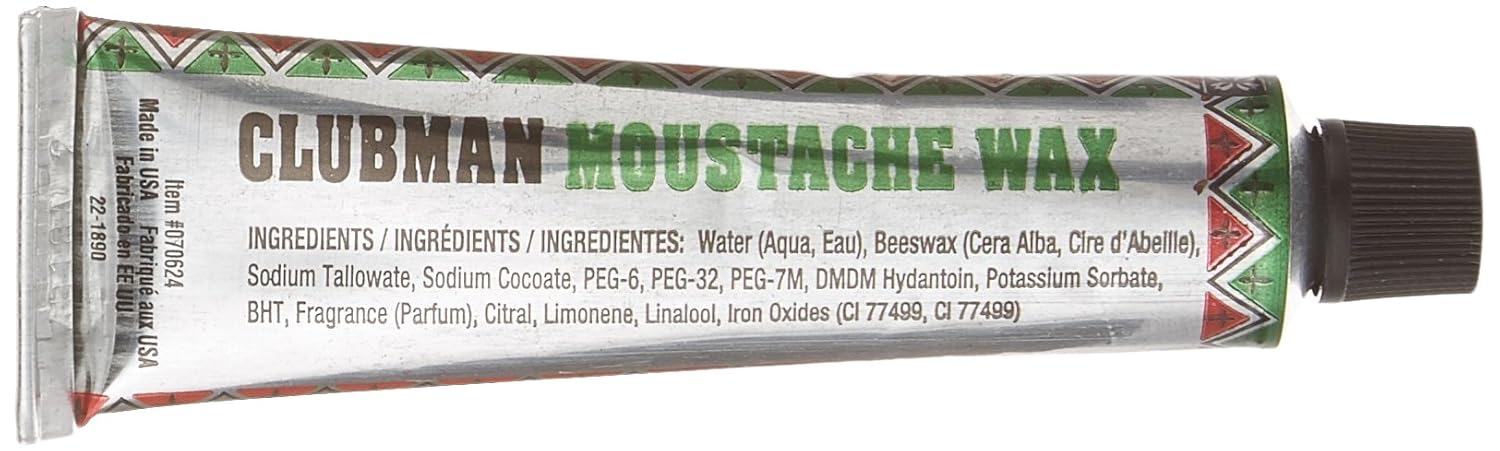 CLUBMAN MOUSTACHE WAX
INGREDIENTS / INGRÉDIENTS / INGREDIENTES: Water (Aqua, Eau), Beeswax (Cera Alba, Cire d'Abeille),
Sodium Tallowate, Sodium Cocoate, PEG-6, PEG-32, PEG-7M, DMDM Hydantoin, Potassium Sorbate,
BHT, Fragrance (Parfum), Citral, Limonene, Linalool, Iron Oxides (CI 77499, CI 77499)
Item #070624
Made in USA Fabriqué aux USA
Fabricado en EE UU
22-1890